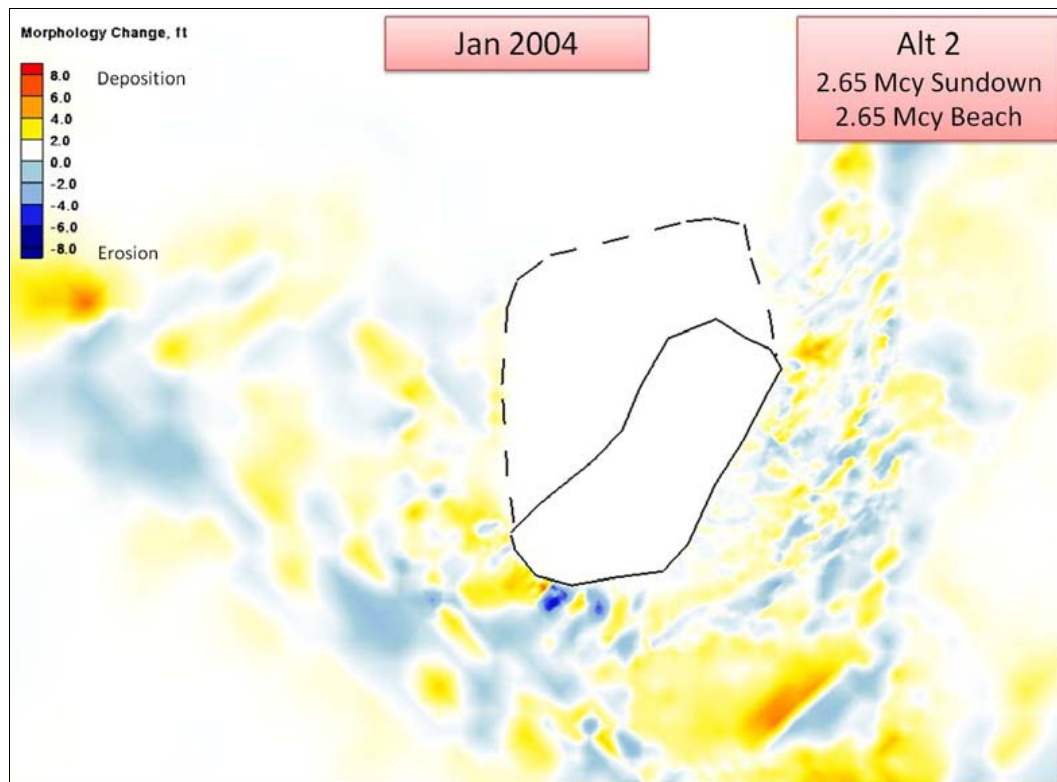 Morphology Change, ft
8.0
Deposition
6.0
4.0
2.0
0.0
-2.0
-4.0
-6.0
-8.0
Erosion
Jan 2004
Alt 2
2.65 Mcy Sundown
2.65 Mcy Beach